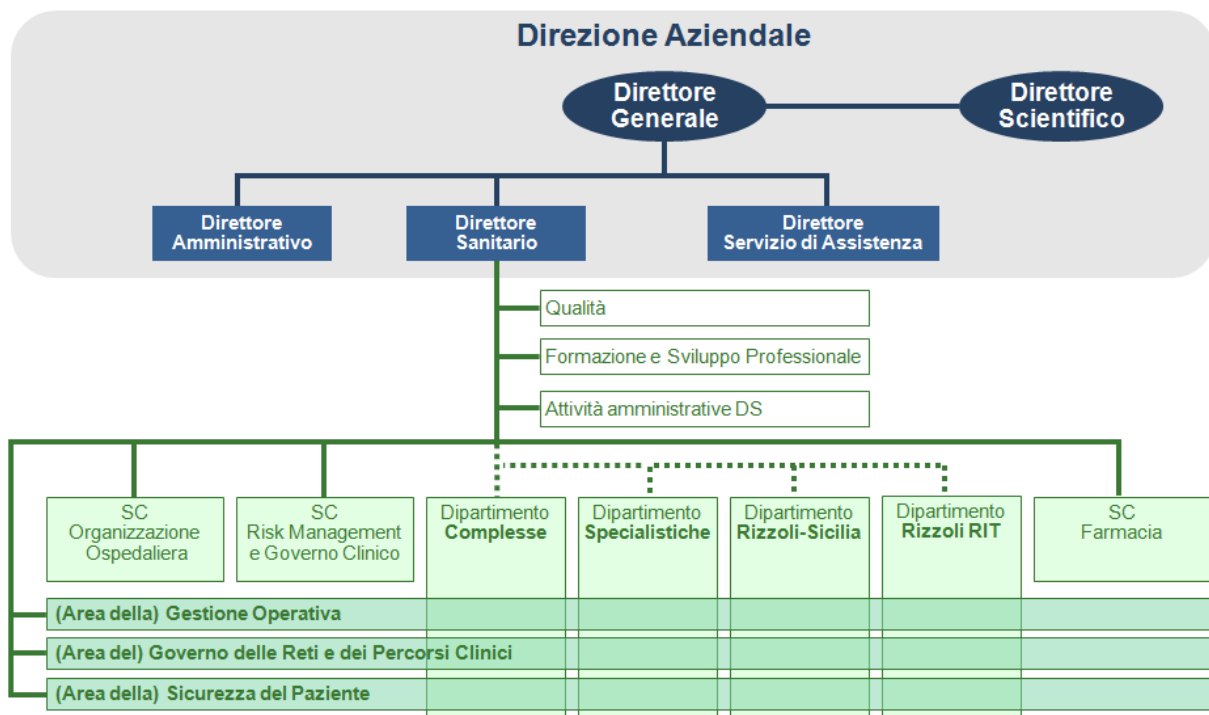 Direzione Aziendale
Direttore
Generale
Direttore
Scientifico
Direttore
Amministrativo
Direttore
Sanitario
Direttore
Servizio di Assistenza
Qualità
Formazione e Sviluppo Professionale
Attività amministrative DS
SC
Organizzazione
Ospedaliera
SC
Risk Management
e Governo Clinico
Dipartimento
Complesse
Dipartimento
Specialistiche
Dipartimento
Rizzoli-Sicilia
Dipartimento
Rizzoli RIT
SC
Farmacia
(Area della) Gestione Operativa
(Area del) Governo delle Reti e dei Percorsi Clinici
(Area della) Sicurezza del Paziente